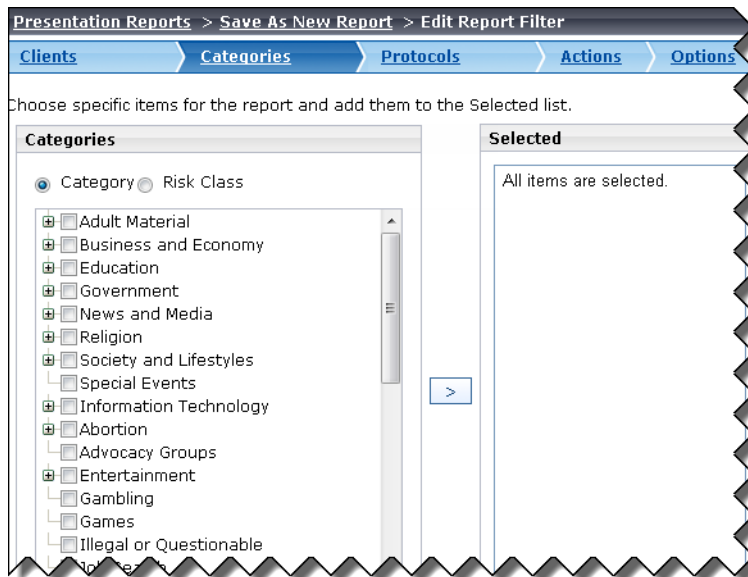 Presentation Reports > Save As New Report > Edit Report Filter
Clients Categories Protocols Actions Options
Choose specific items for the report and add them to the Selected list.
Categories
Selected
Category Risk Class
All items are selected.
Adult Material
Business and Economy
Education
Government
News and Media
Religion
Society and Lifestyles
Special Events
>
Information Technology
Abortion
Advocacy Groups
Entertainment
Gambling
Games
Illegal or Questionable
Job Search